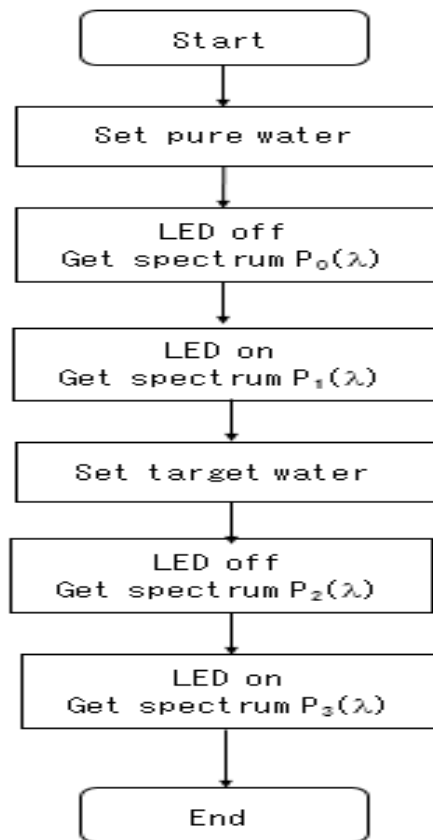 Start
Set pure water
LED off
Get spectrum P₀(λ)
LED on
Get spectrum P₁(λ)
Set target water
LED off
Get spectrum P₂(λ)
LED on
Get spectrum P₃(λ)
End